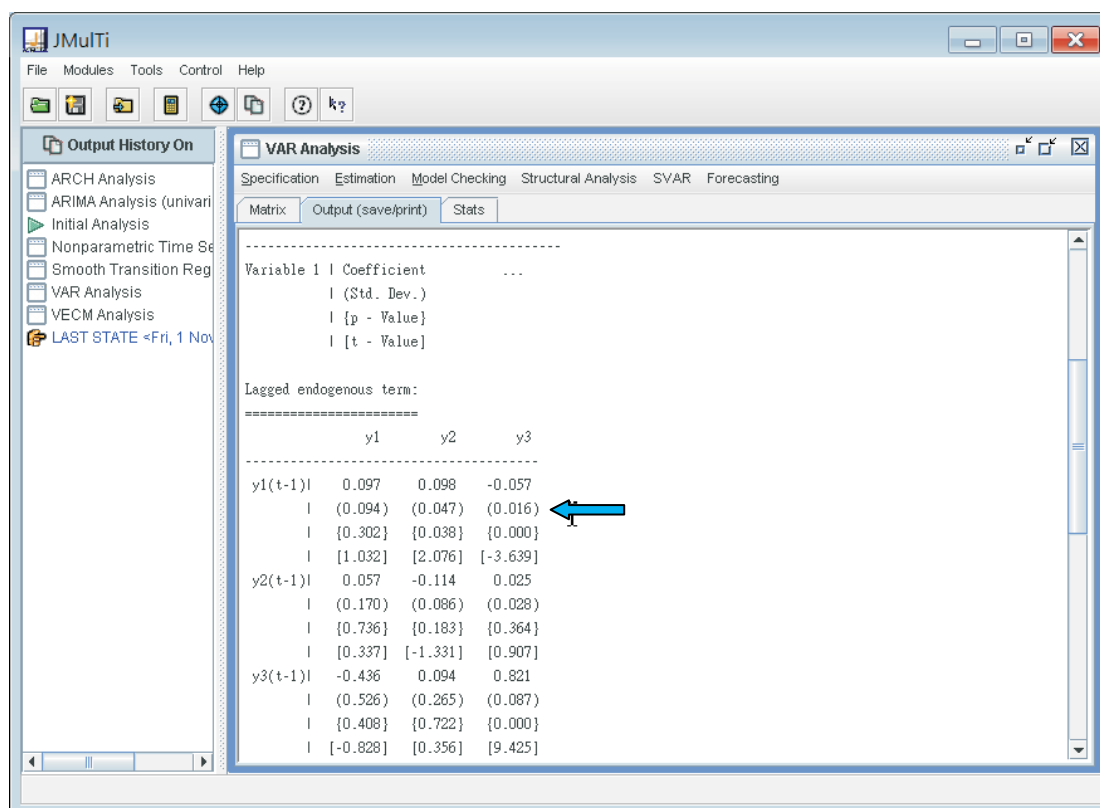 JMulTi
File Modules Tools Control Help
Output History On
ARCH Analysis
ARIMA Analysis (univari
Initial Analysis
Nonparametric Time Se
Smooth Transition Reg
VAR Analysis
VECM Analysis
LAST STATE <Fri, 1 Nov
VAR Analysis
Specification Estimation Model Checking Structural Analysis SVAR Forecasting
Matrix Output (save/print) Stats
------------------------------------------
Variable 1 | Coefficient ...
| (Std. Dev.)
| {p - Value}
| [t - Value]
Lagged endogenous term:
=======================
y1 y2 y3
---------------------------------------
y1(t-1)| 0.097 0.098 -0.057
| (0.094) (0.047) (0.016)
| {0.302} {0.038} {0.000}
| [1.032] [2.076] [-3.639]
y2(t-1)| 0.057 -0.114 0.025
| (0.170) (0.086) (0.028)
| {0.736} {0.183} {0.364}
| [0.337] [-1.331] [0.907]
y3(t-1)| -0.436 0.094 0.821
| (0.526) (0.265) (0.087)
| {0.408} {0.722} {0.000}
| [-0.828] [0.356] [9.425]